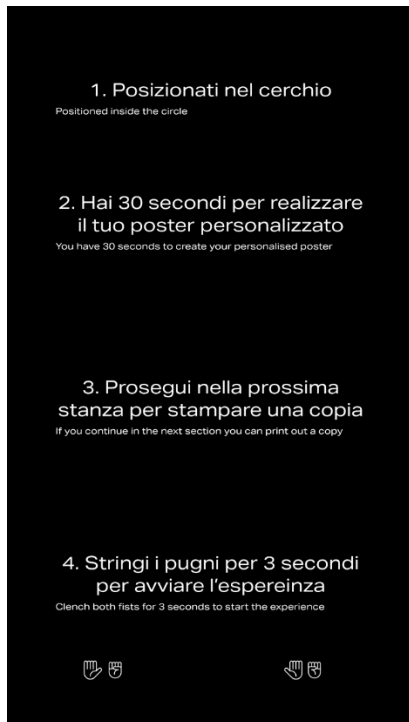 1. Posizionati nel cerchio
Positioned inside the circle
2. Hai 30 secondi per realizzare
il tuo poster personalizzato
You have 30 seconds to create your personalised poster
3. Prosegui nella prossima
stanza per stampare una copia
If you continue in the next section you can print out a copy
4. Stringi i pugni per 3 secondi
per avviare l'espereinza
Clench both fists for 3 seconds to start the experience